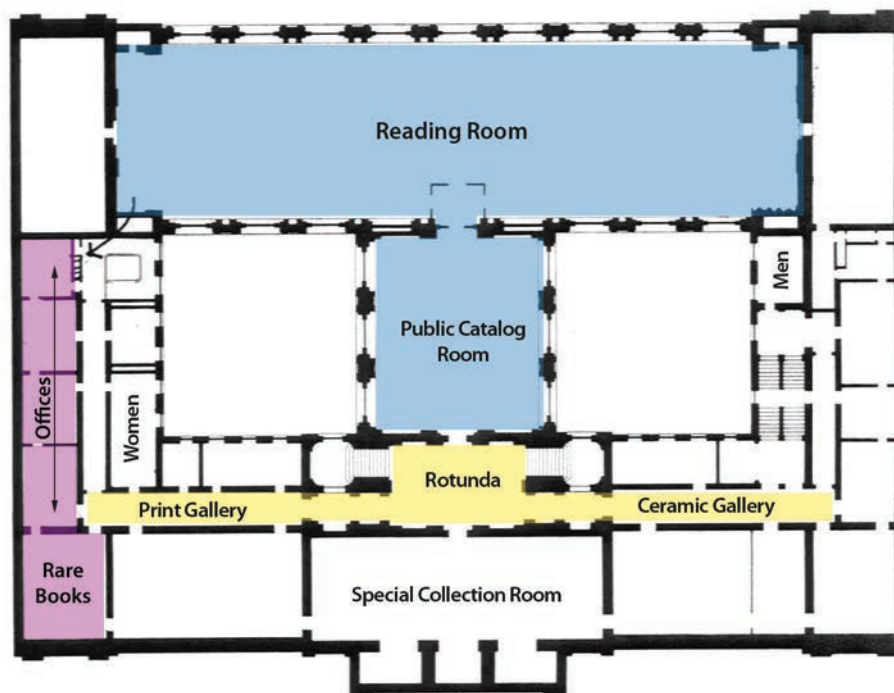 Reading Room
Men
Public Catalog
Room
Offices
Women
Rotunda
Print Gallery
Ceramic Gallery
Rare
Books
Special Collection Room